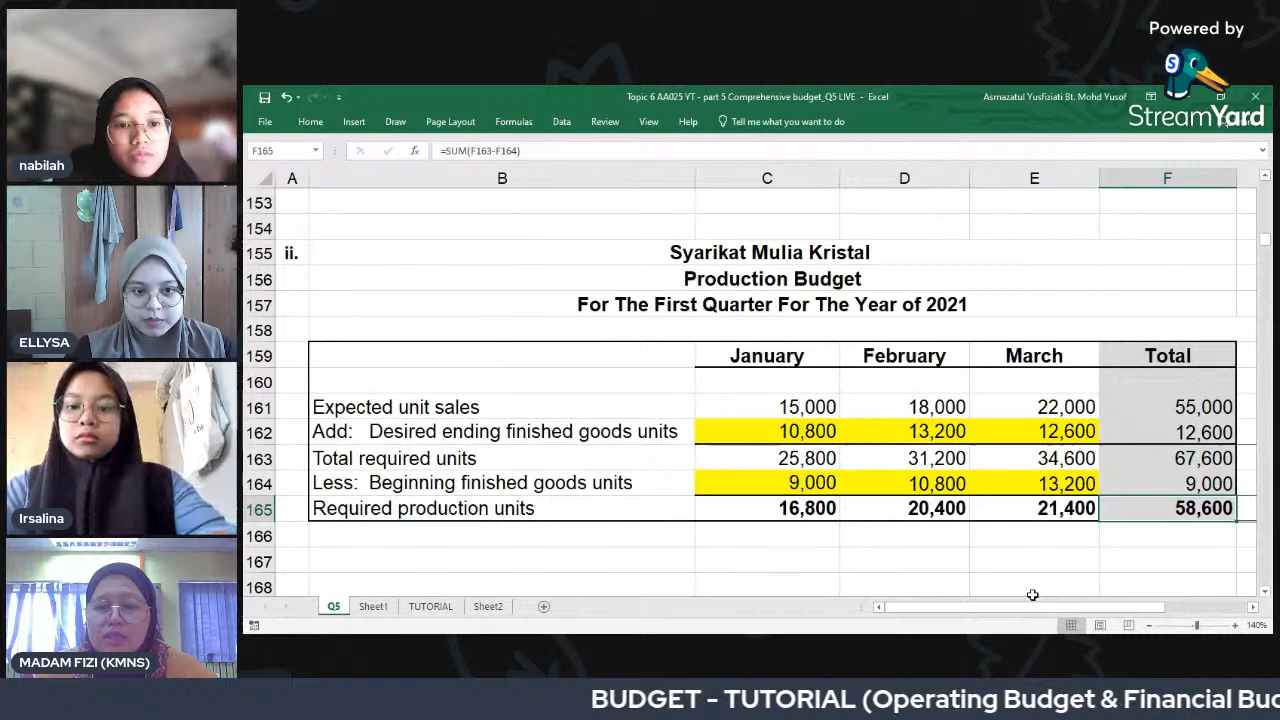 Powered by
StreamYard
nabilah
ELLYSA
Irsalina
MADAM FIZI (KMNS)
Topic 6 AA025 YT - part 5 Comprehensive budget_Q5 LIVE - Excel
Asmazatul Yusfiziati Bt. Mohd Yusof
File Home Insert Draw Page Layout Formulas Data Review View Help Tell me what you want to do
F165 fx =SUM(F163-F164)
A B C D E F
153
154
155 ii. Syarikat Mulia Kristal
156 Production Budget
157 For The First Quarter For The Year of 2021
158
159 January February March Total
160
161 Expected unit sales 15,000 18,000 22,000 55,000
162 Add: Desired ending finished goods units 10,800 13,200 12,600 12,600
163 Total required units 25,800 31,200 34,600 67,600
164 Less: Beginning finished goods units 9,000 10,800 13,200 9,000
165 Required production units 16,800 20,400 21,400 58,600
166
167
168
Q5 Sheet1 TUTORIAL Sheet2
140%
BUDGET - TUTORIAL (Operating Budget & Financial Bud